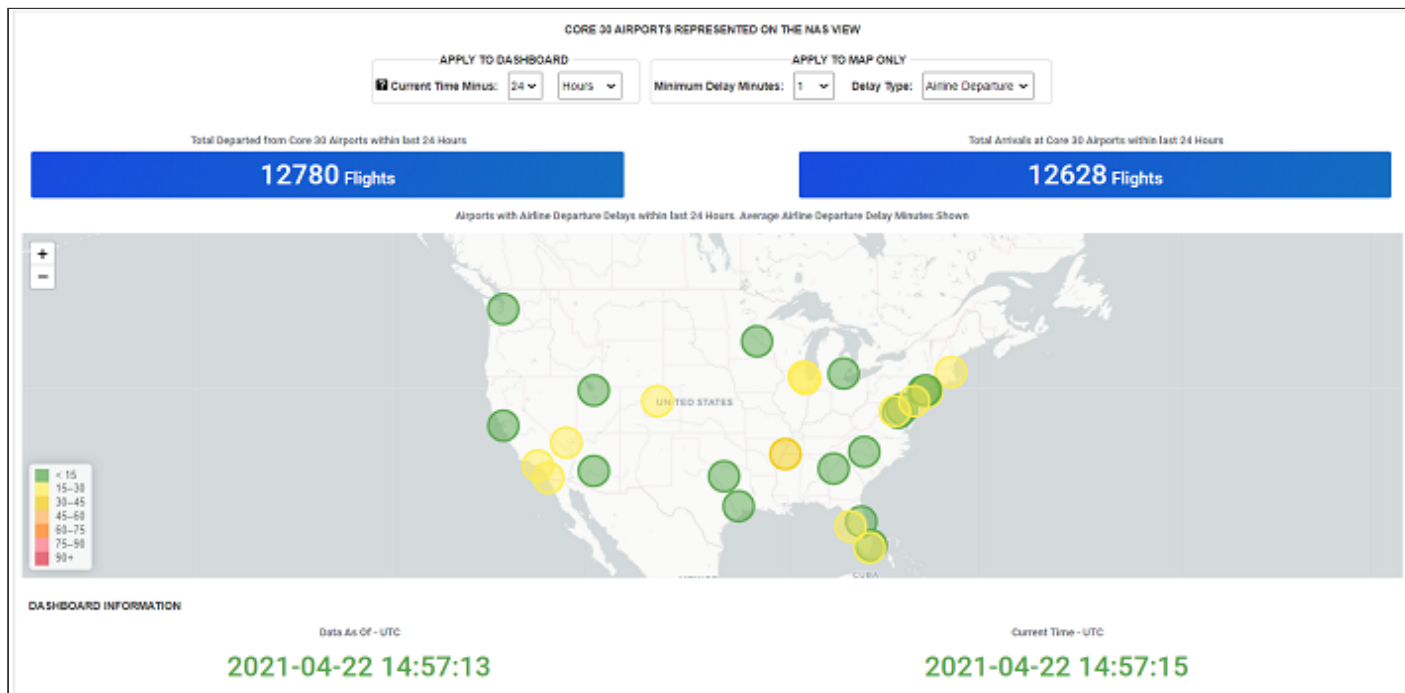 CORE 30 AIRPORTS REPRESENTED ON THE NAS VIEW
APPLY TO DASHBOARD
? Current Time Minus: 24 Hours
APPLY TO MAP ONLY
Minimum Delay Minutes: 1 Delay Type: Airline Departure
Total Departed from Core 30 Airports within last 24 Hours
12780 Flights
Total Arrivals at Core 30 Airports within last 24 Hours
12628 Flights
Airports with Airline Departure Delays within last 24 Hours. Average Airline Departure Delay Minutes Shown
+
−
UNITED STATES
< 15
15–30
30–45
45–60
60–75
75–90
90+
CUBA
DASHBOARD INFORMATION
Data As Of - UTC
2021-04-22 14:57:13
Current Time - UTC
2021-04-22 14:57:15